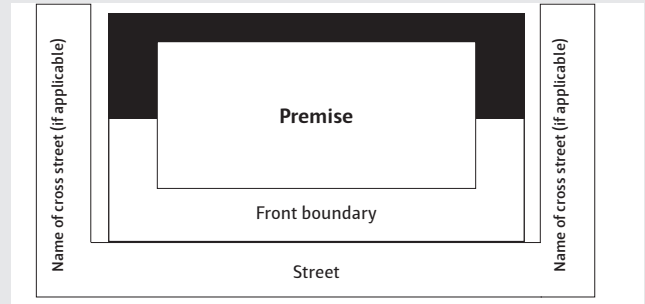 Name of cross street (if applicable)
Premise
Front boundary
Street
Name of cross street (if applicable)